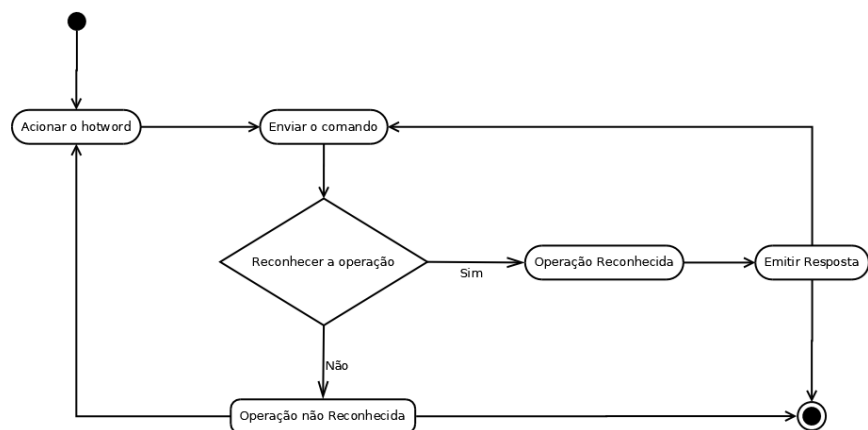 Acionar o hotword
Enviar o comando
Reconhecer a operação
Sim
Operação Reconhecida
Emitir Resposta
Não
Operação não Reconhecida